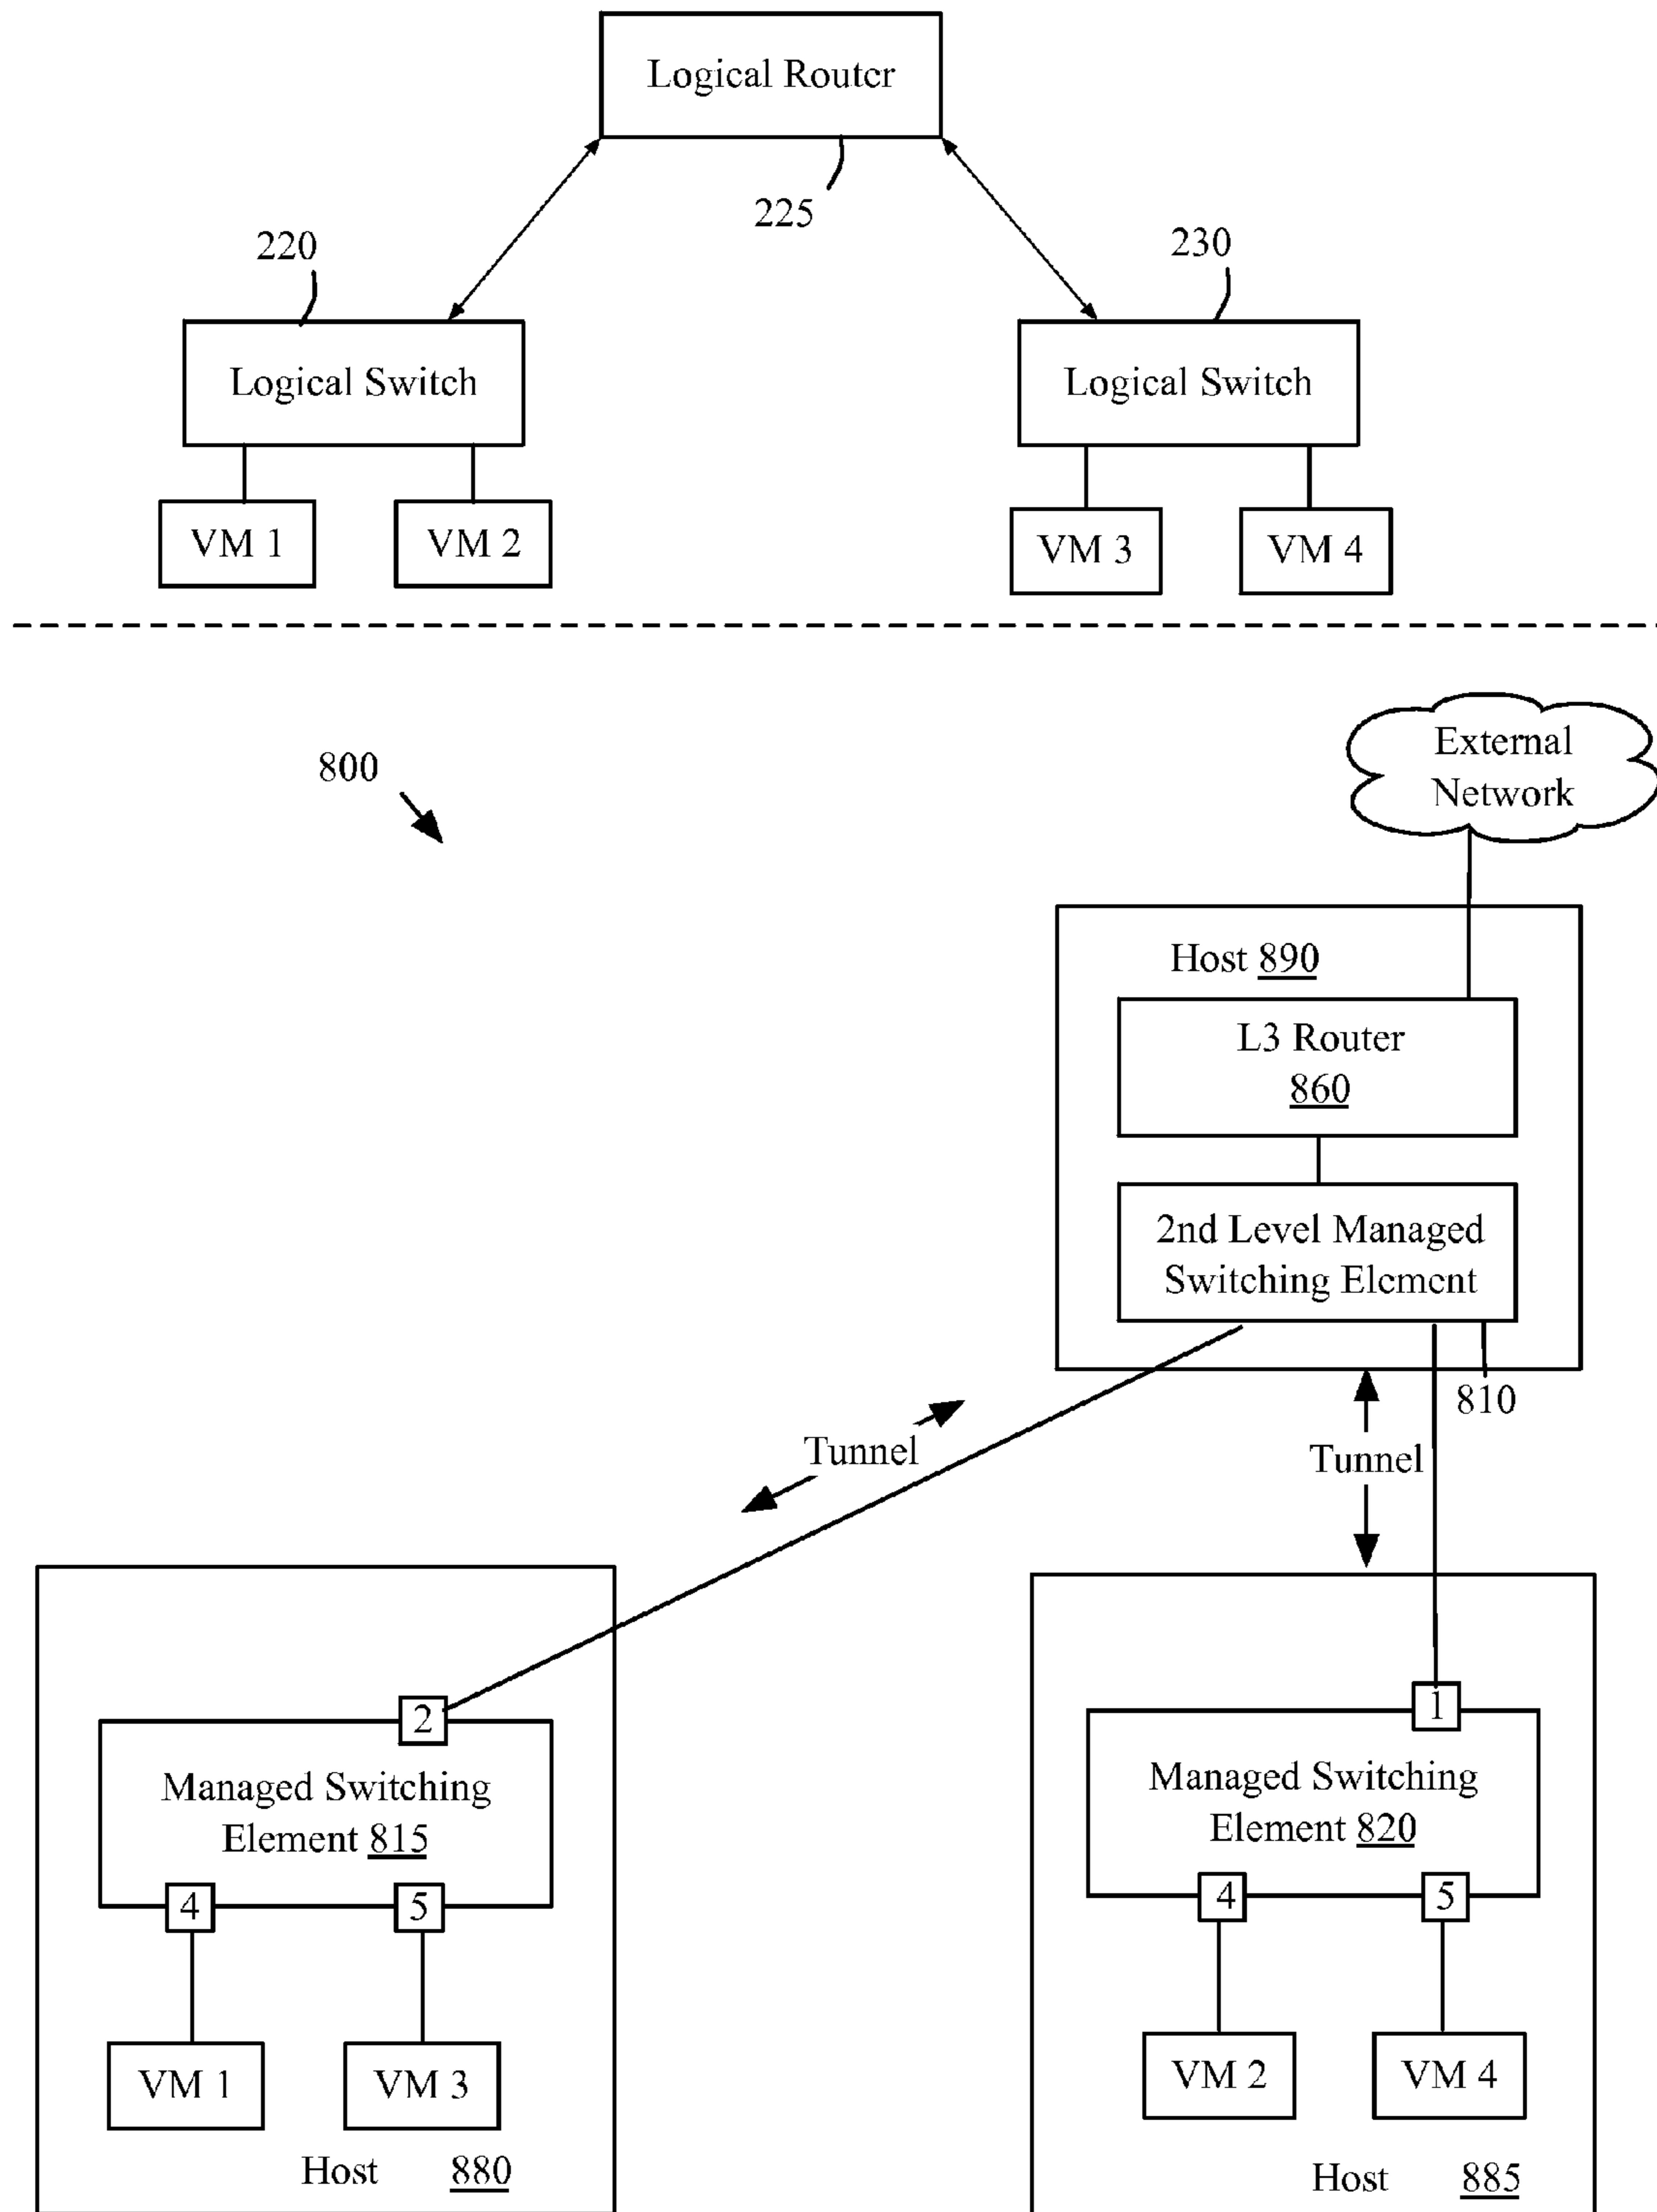 Logical Router
225
220
230
Logical Switch
Logical Switch
VM 1
VM 2
VM 3
VM 4
External
Network
800
Host 890
L3 Router
860
2nd Level Managed
Switching Element
810
Tunnel
Tunnel
2
1
Managed Switching
Element 815
Managed Switching
Element 820
4
5
4
5
VM 1
VM 3
VM 2
VM 4
Host 880
Host 885